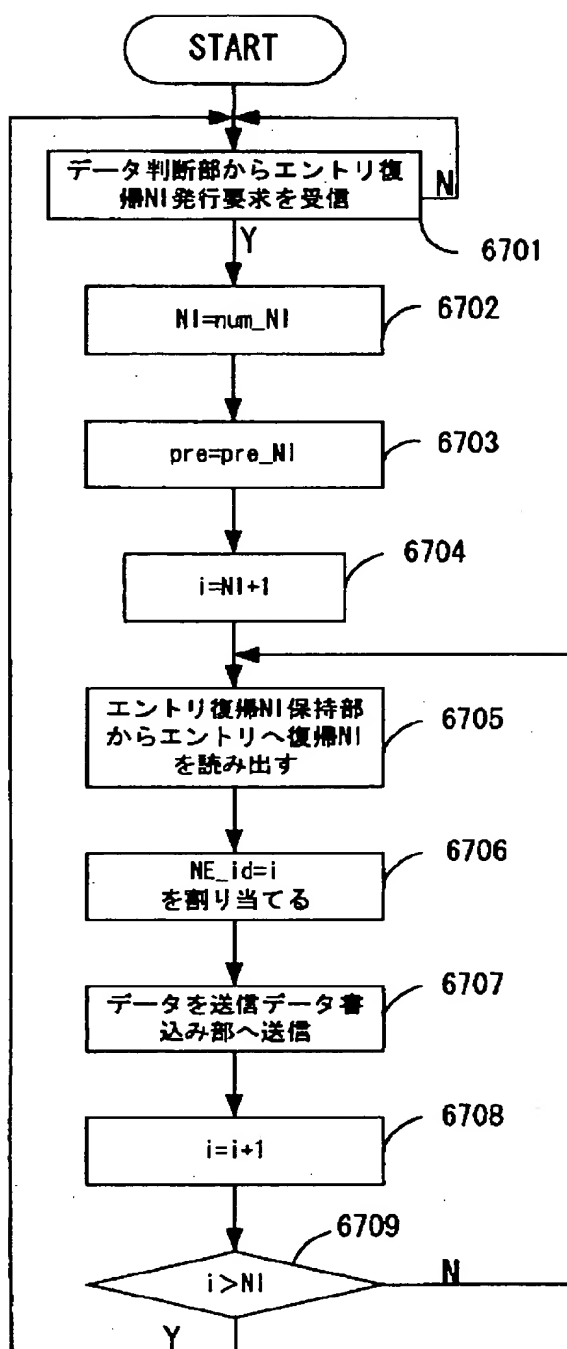 START
データ判断部からエントリ復
帰NI発行要求を受信
N
6701
Y
NI=num_NI
6702
pre=pre_NI
6703
i=NI+1
6704
エントリ復帰NI保持部
からエントリへ復帰NI
を読み出す
6705
NE_id=i
を割り当てる
6706
データを送信データ書
込み部へ送信
6707
i=i+1
6708
6709
i>NI
N
Y